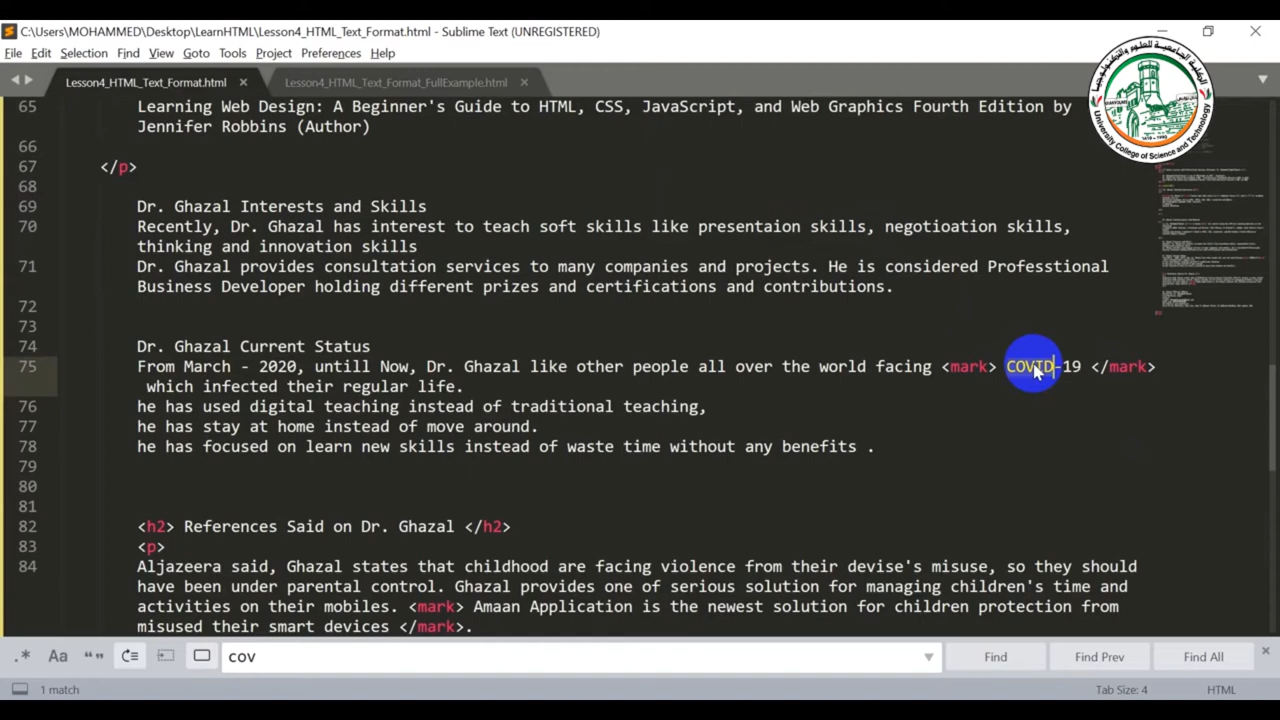 C:\Users\MOHAMMED\Desktop\LearnHTML\Lesson4_HTML_Text_Format.html - Sublime Text (UNREGISTERED)
File Edit Selection Find View Goto Tools Project Preferences Help
Lesson4_HTML_Text_Format.html Lesson4_HTML_Text_Format_FullExample.html
الكلية الجامعية للعلوم والتكنولوجيا
University College of Science and Technology
65 Learning Web Design: A Beginner's Guide to HTML, CSS, JavaScript, and Web Graphics Fourth Edition by
Jennifer Robbins (Author)
66
67 </p>
68
69 Dr. Ghazal Interests and Skills
70 Recently, Dr. Ghazal has interest to teach soft skills like presentaion skills, negotioation skills,
thinking and innovation skills
71 Dr. Ghazal provides consultation services to many companies and projects. He is considered Professtional
Business Developer holding different prizes and certifications and contributions.
72
73
74 Dr. Ghazal Current Status
75 From March - 2020, untill Now, Dr. Ghazal like other people all over the world facing <mark> COVID-19 </mark>
which infected their regular life.
76 he has used digital teaching instead of traditional teaching,
77 he has stay at home instead of move around.
78 he has focused on learn new skills instead of waste time without any benefits .
79
80
81
82 <h2> References Said on Dr. Ghazal </h2>
83 <p>
84 Aljazeera said, Ghazal states that childhood are facing violence from their devise's misuse, so they should
have been under parental control. Ghazal provides one of serious solution for managing children's time and
activities on their mobiles. <mark> Amaan Application is the newest solution for children protection from
misused their smart devices </mark>.
.* Aa “” cov Find Find Prev Find All
1 match Tab Size: 4 HTML